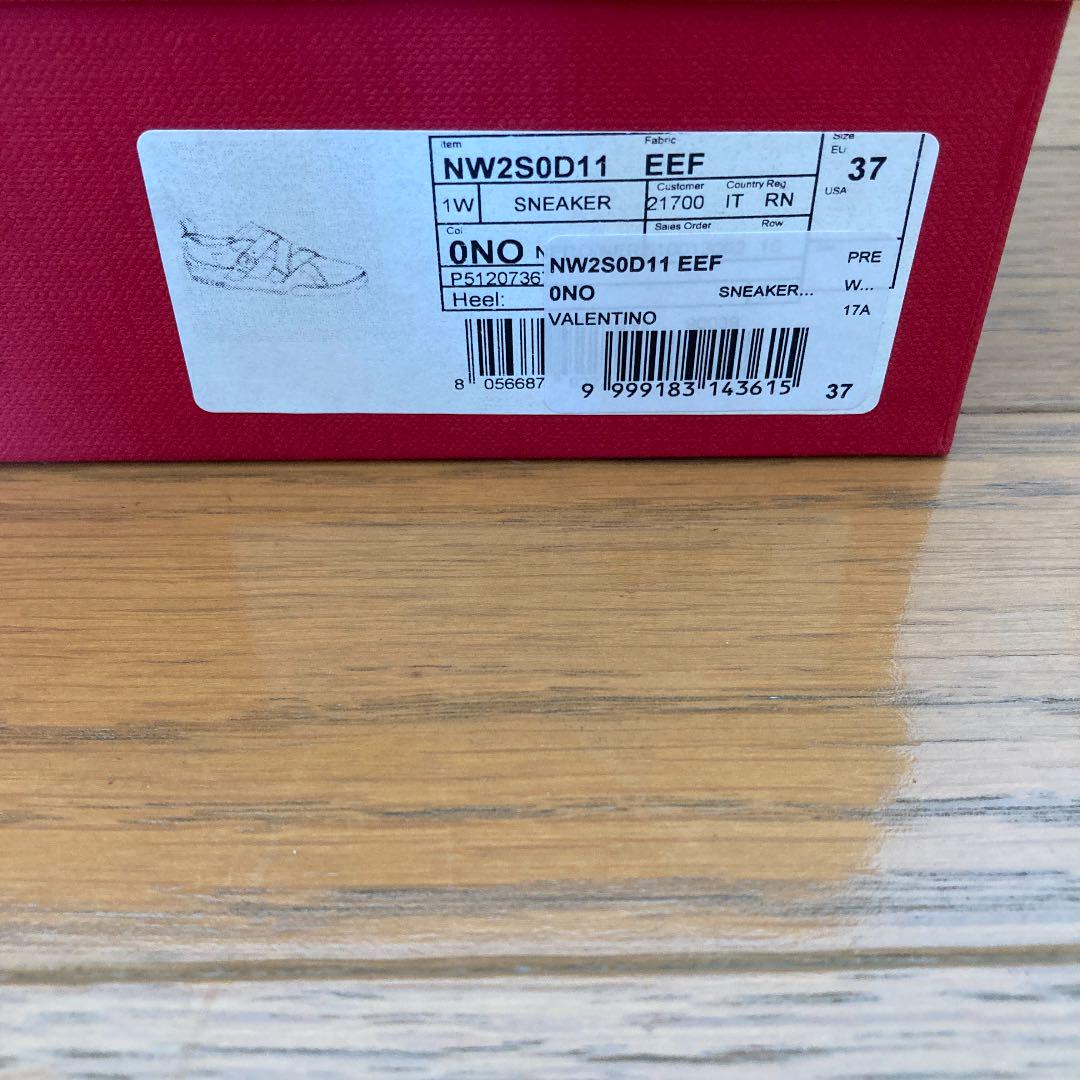 Item Fabric Size
NW2S0D11 EEF EU 37
1W SNEAKER Customer Country Reg USA
21700 IT RN
Col Sales Order Row
0NO N
P5120736
Heel:
8 056687
NW2S0D11 EEF PRE
0NO SNEAKER... W...
VALENTINO 17A
9 999183 143615 37